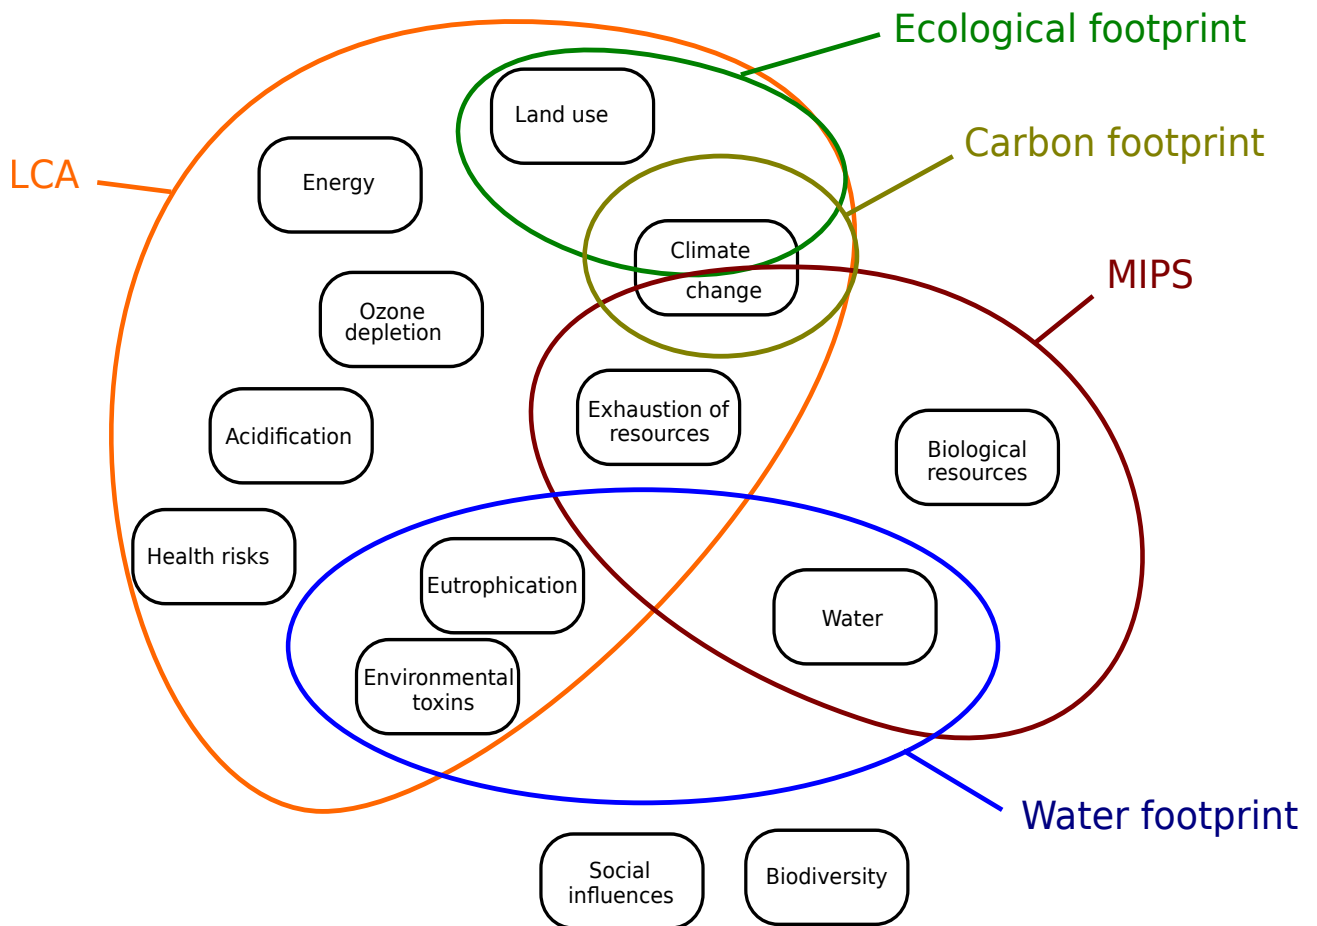 Ecological footprint
Land use
Carbon footprint
LCA
Energy
Climate
change
MIPS
Ozone
depletion
Exhaustion of
resources
Acidification
Biological
resources
Health risks
Eutrophication
Water
Environmental
toxins
Water footprint
Social
influences
Biodiversity